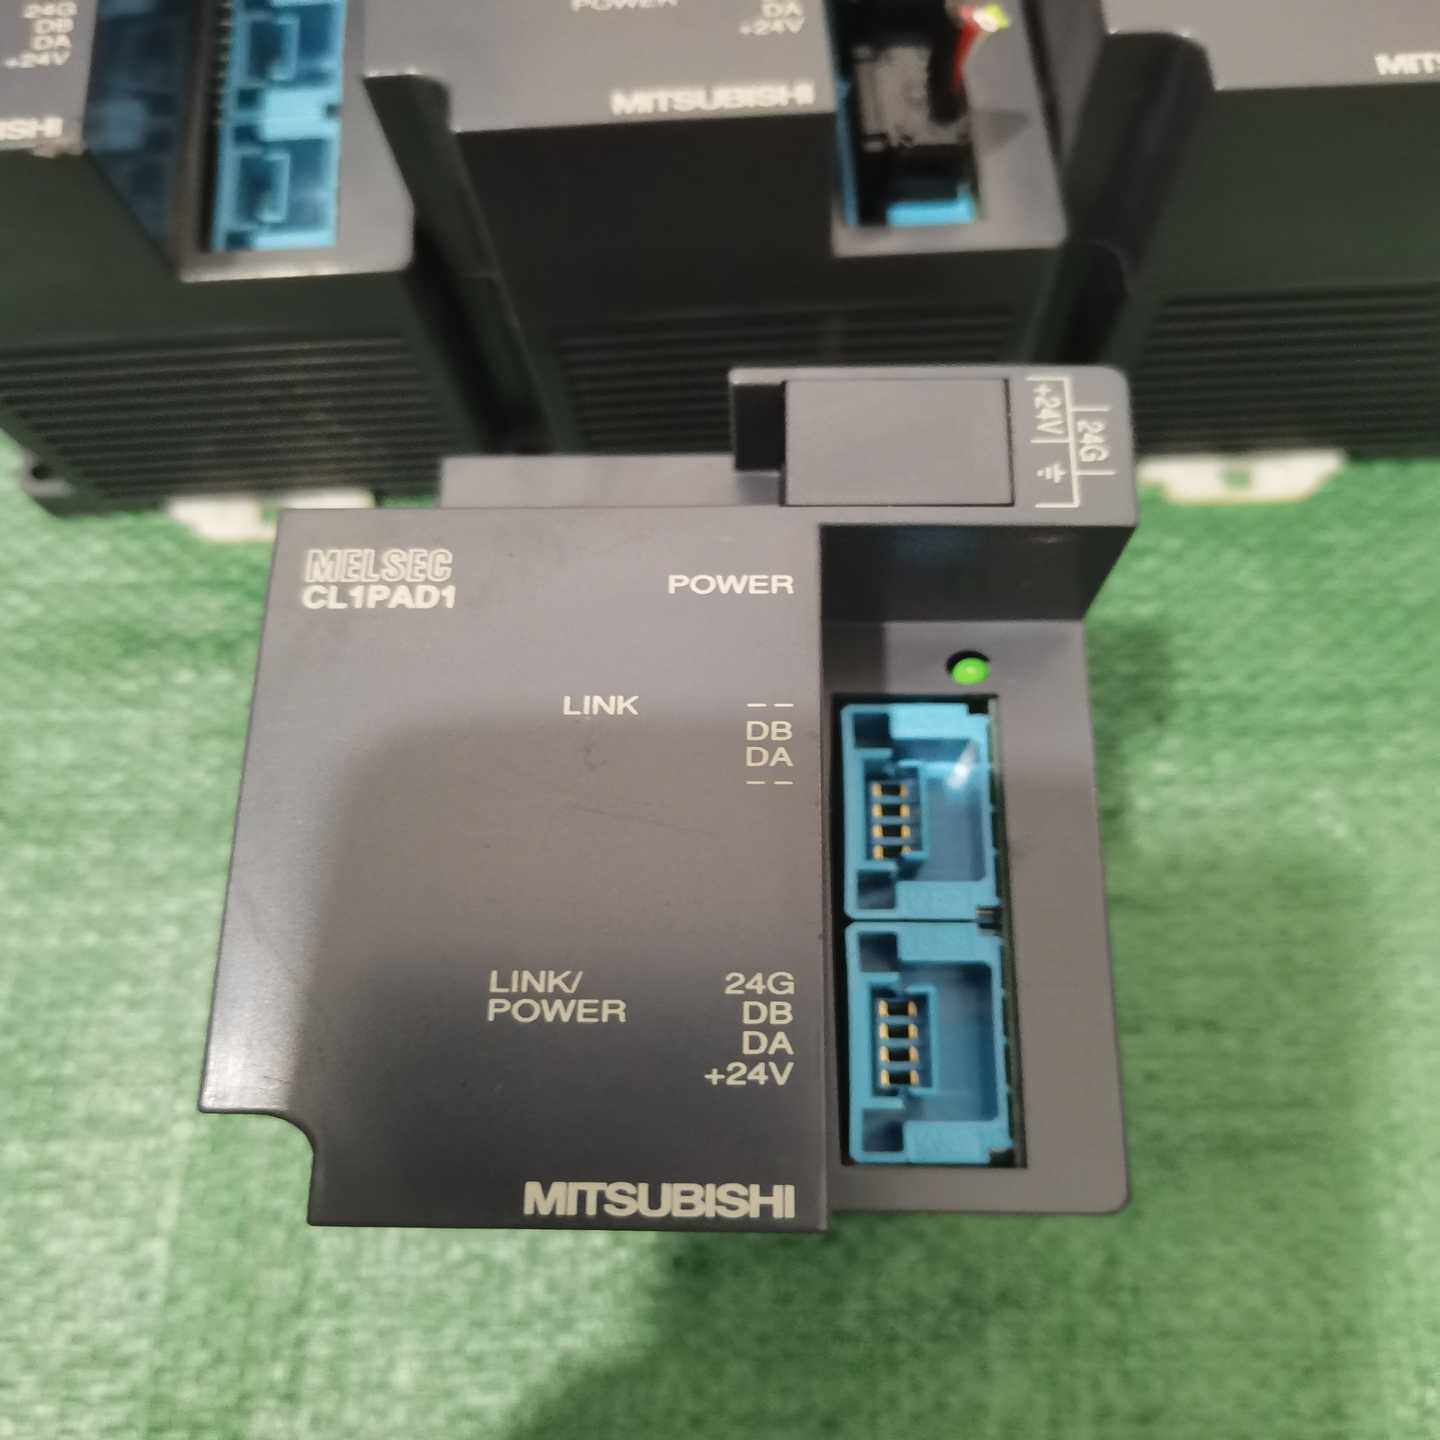 24G
DB
DA
+24V
POWER
DA
+24V
MITSUBISHI
+24V
24G
MELSEC
CL1PAD1
POWER
LINK
--
DB
DA
--
LINK/
POWER
24G
DB
DA
+24V
MITSUBISHI